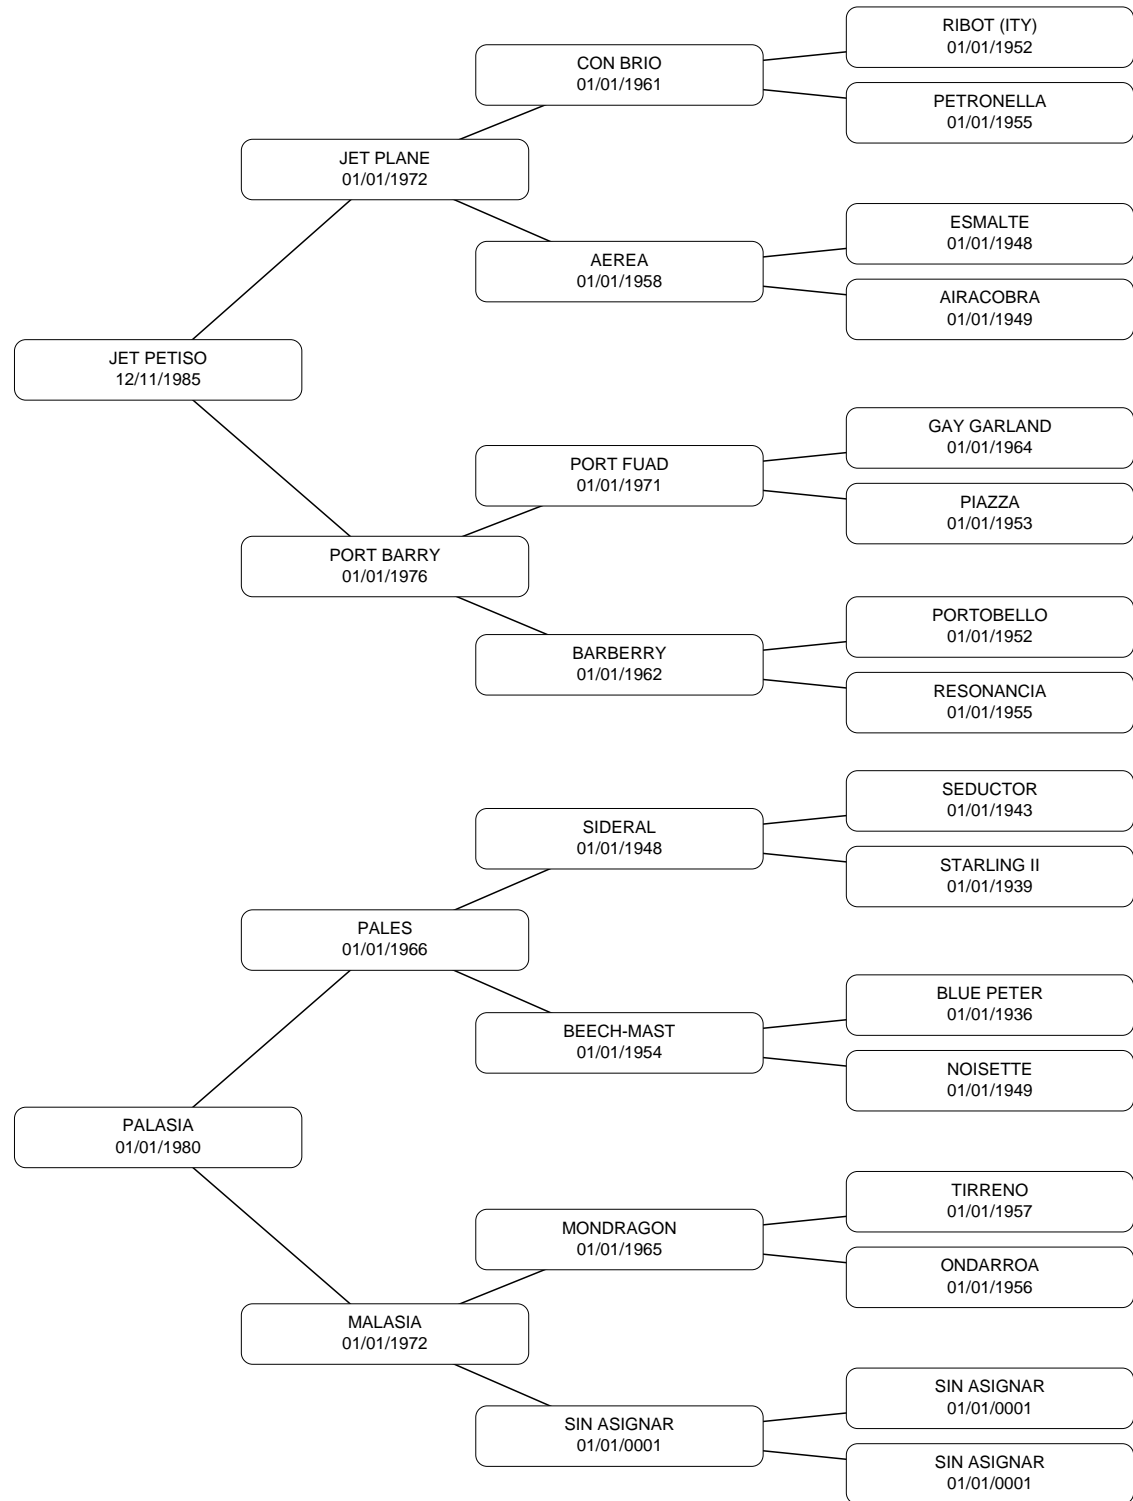 RIBOT (ITY)
01/01/1952
CON BRIO
01/01/1961
PETRONELLA
01/01/1955
JET PLANE
01/01/1972
ESMALTE
01/01/1948
AEREA
01/01/1958
AIRACOBRA
01/01/1949
JET PETISO
12/11/1985
GAY GARLAND
01/01/1964
PORT FUAD
01/01/1971
PIAZZA
01/01/1953
PORT BARRY
01/01/1976
PORTOBELLO
01/01/1952
BARBERRY
01/01/1962
RESONANCIA
01/01/1955
SEDUCTOR
01/01/1943
SIDERAL
01/01/1948
STARLING II
01/01/1939
PALES
01/01/1966
BLUE PETER
01/01/1936
BEECH-MAST
01/01/1954
NOISETTE
01/01/1949
PALASIA
01/01/1980
TIRRENO
01/01/1957
MONDRAGON
01/01/1965
ONDARROA
01/01/1956
MALASIA
01/01/1972
SIN ASIGNAR
01/01/0001
SIN ASIGNAR
01/01/0001
SIN ASIGNAR
01/01/0001